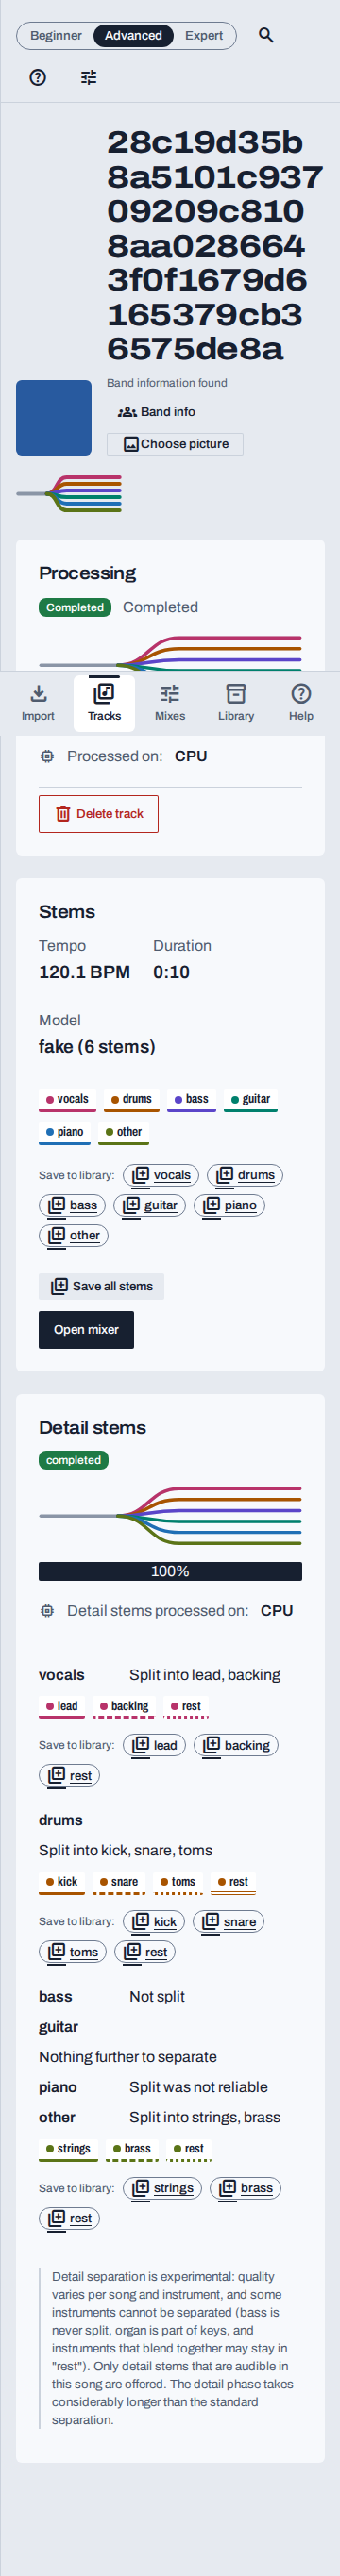 Beginner Advanced Expert
28c19d35b
8a5101c937
09209c810
8aa028664
3f0f1679d6
165379cb3
6575de8a
Band information found
Band info
Choose picture
Processing
Completed Completed
Import Tracks Mixes Library Help
Processed on: CPU
Delete track
Stems
Tempo Duration
120.1 BPM 0:10
Model
fake (6 stems)
vocals drums bass guitar
piano other
Save to library: vocals drums
bass guitar piano
other
Save all stems
Open mixer
Detail stems
completed
100%
Detail stems processed on: CPU
vocals Split into lead, backing
lead backing rest
Save to library: lead backing
rest
drums
Split into kick, snare, toms
kick snare toms rest
Save to library: kick snare
toms rest
bass Not split
guitar
Nothing further to separate
piano Split was not reliable
other Split into strings, brass
strings brass rest
Save to library: strings brass
rest
Detail separation is experimental: quality
varies per song and instrument, and some
instruments cannot be separated (bass is
never split, organ is part of keys, and
instruments that blend together may stay in
"rest"). Only detail stems that are audible in
this song are offered. The detail phase takes
considerably longer than the standard
separation.